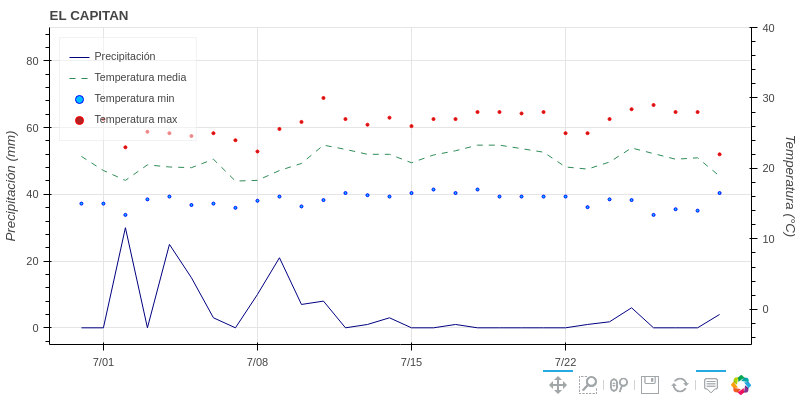 EL CAPITAN
Precipitación
Temperatura media
Temperatura min
Temperatura max
Precipitación (mm)
80
60
40
20
0
40
30
20
10
0
Temperatura (°C)
7/01
7/08
7/15
7/22